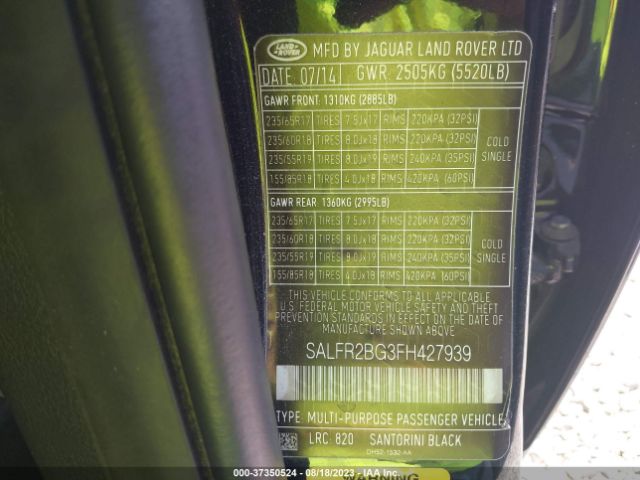 LAND ROVER
MFD BY JAGUAR LAND ROVER LTD
DATE: 07/14 GWR: 2505KG (5520LB)
GAWR FRONT: 1310KG (2885LB)
235/65R17 TIRES 7.5Jx17 RIMS 220KPA (32PSI)
235/60R18 TIRES 8.0Jx18 RIMS 220KPA (32PSI) COLD
235/55R19 TIRES 8.0Jx19 RIMS 240KPA (35PSI) SINGLE
155/85R18 TIRES 4.0Jx18 RIMS 420KPA (60PSI)
GAWR REAR: 1360KG (2995LB)
235/65R17 TIRES 7.5Jx17 RIMS 220KPA (32PSI)
235/60R18 TIRES 8.0Jx18 RIMS 220KPA (32PSI) COLD
235/55R19 TIRES 8.0Jx19 RIMS 240KPA (35PSI) SINGLE
155/85R18 TIRES 4.0Jx18 RIMS 420KPA (60PSI)
THIS VEHICLE CONFORMS TO ALL APPLICABLE
U.S. FEDERAL MOTOR VEHICLE SAFETY AND THEFT
PREVENTION STANDARDS IN EFFECT ON THE DATE
OF MANUFACTURE SHOWN ABOVE.
SALFR2BG3FH427939
TYPE: MULTI-PURPOSE PASSENGER VEHICLE
LRC: 820 SANTORINI BLACK
DH52-1532-AA
WARNING
COPART: 37350524 - 08/18/2023 - IAA Inc.